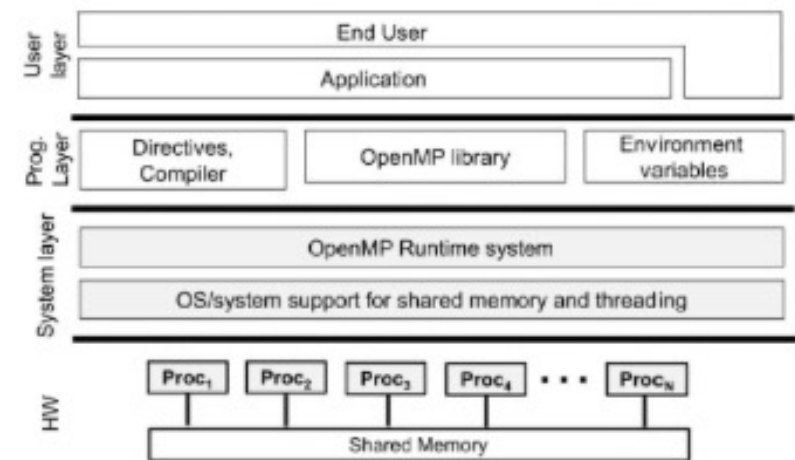 User
layer
End User
Application
Prog.
Layer
Directives,
Compiler
OpenMP library
Environment
variables
System layer
OpenMP Runtime system
OS/system support for shared memory and threading
HW
Proc₁
Proc₂
Proc₃
Proc₄
• • •
Proc_N
Shared Memory